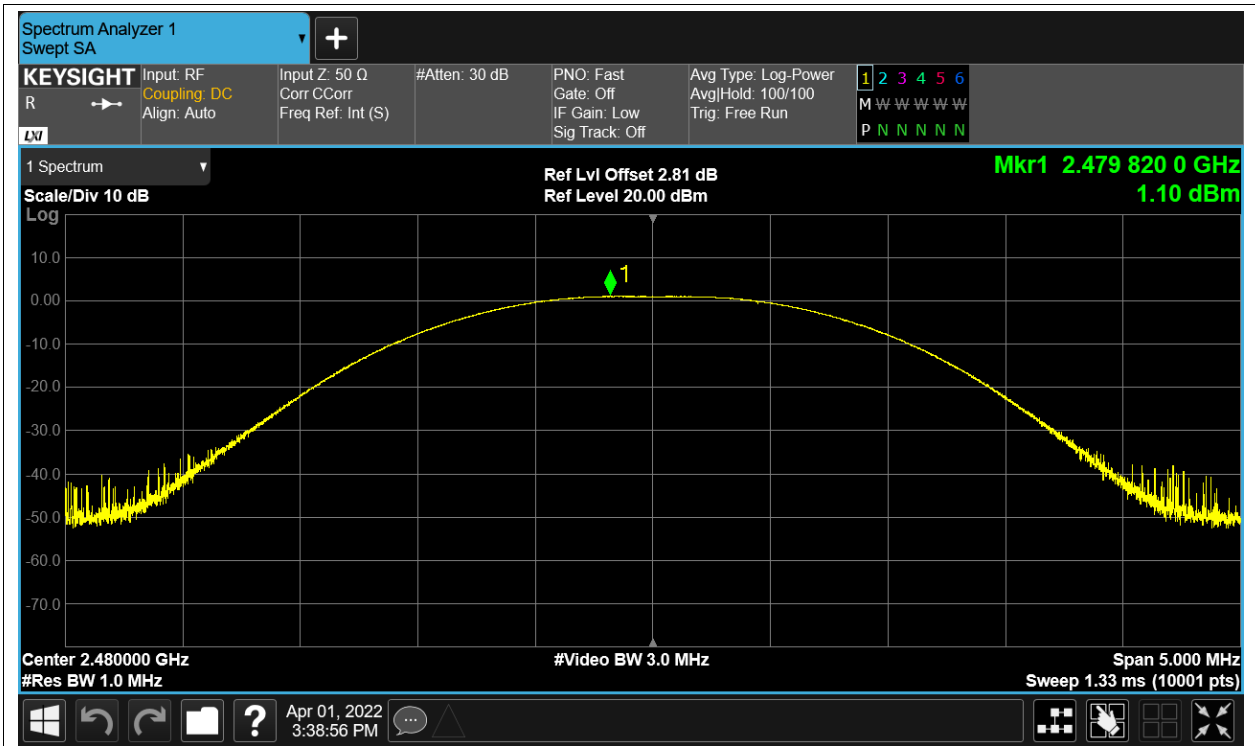 Spectrum Analyzer 1
Swept SA
KEYSIGHT
R
LXI
Input: RF
Coupling: DC
Align: Auto
Input Z: 50 Ω
Corr CCorr
Freq Ref: Int (S)
#Atten: 30 dB
PNO: Fast
Gate: Off
IF Gain: Low
Sig Track: Off
Avg Type: Log-Power
Avg|Hold: 100/100
Trig: Free Run
1 2 3 4 5 6
M W W W W W W
P N N N N N N
1 Spectrum
Scale/Div 10 dB
Log
Ref Lvl Offset 2.81 dB
Ref Level 20.00 dBm
Mkr1 2.479 820 0 GHz
1.10 dBm
1
10.0
0.00
-10.0
-20.0
-30.0
-40.0
-50.0
-60.0
-70.0
Center 2.480000 GHz
#Res BW 1.0 MHz
#Video BW 3.0 MHz
Span 5.000 MHz
Sweep 1.33 ms (10001 pts)
?
Apr 01, 2022
3:38:56 PM